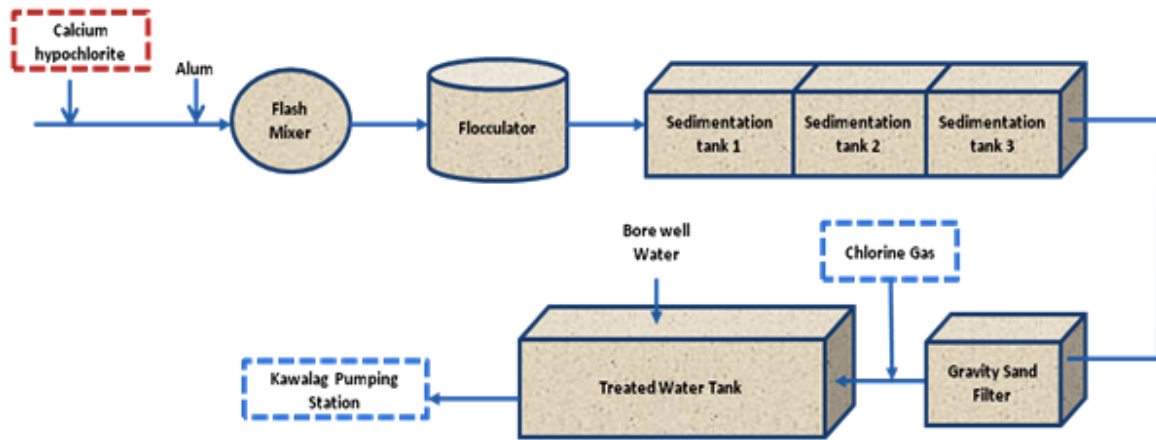 Calcium
hypochlorite
Alum
Flash
Mixer
Flocculator
Sedimentation
tank 1
Sedimentation
tank 2
Sedimentation
tank 3
Bore well
Water
Chlorine Gas
Kawalag Pumping
Station
Treated Water Tank
Gravity Sand
Filter